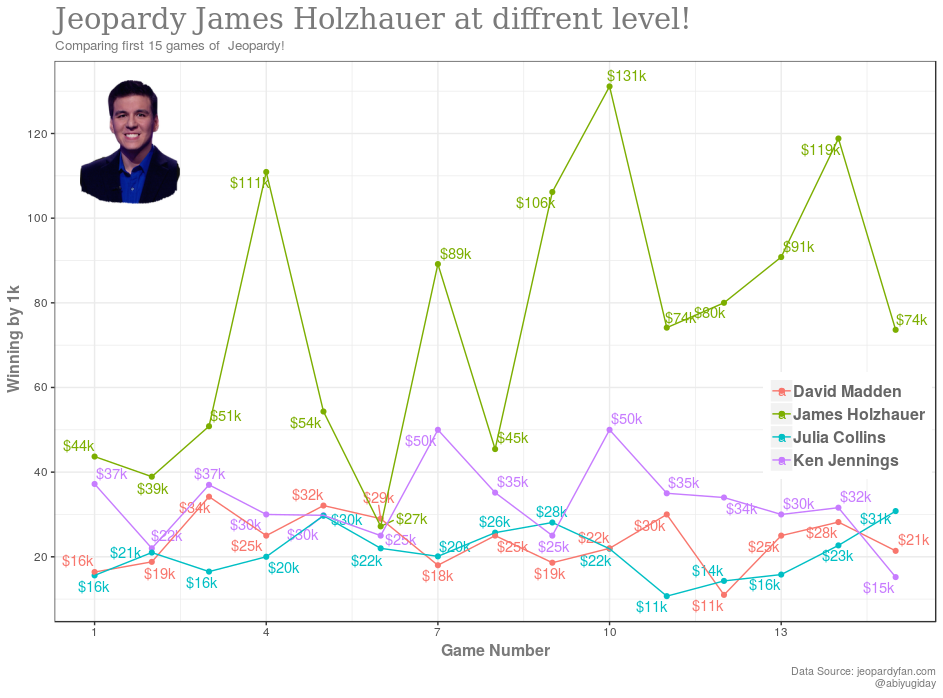 Jeopardy James Holzhauer at diffrent level!
Comparing first 15 games of  Jeopardy!
Winning by 1k
120
100
80
60
40
20
$131k
$119k
$111k
$106k
$91k
$89k
$74k
$80k
$74k
$54k
$51k
$44k
$39k
$45k
$27k
$37k
$22k
$37k
$30k
$30k
$25k
$50k
$35k
$25k
$50k
$35k
$34k
$30k
$32k
$15k
$16k
$19k
$34k
$25k
$32k
$29k
$18k
$25k
$19k
$22k
$30k
$11k
$25k
$28k
$21k
$16k
$21k
$16k
$20k
$30k
$22k
$20k
$26k
$28k
$22k
$11k
$14k
$16k
$23k
$31k
a David Madden
a James Holzhauer
a Julia Collins
a Ken Jennings
1
4
7
10
13
Game Number
Data Source: jeopardyfan.com
@abiyugiday